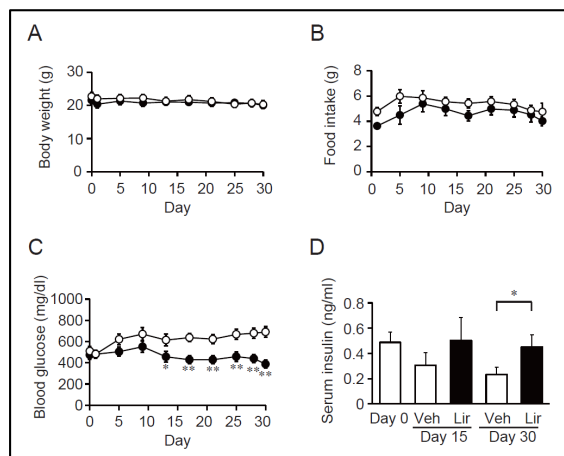 A
30
20
10
0
Body weight (g)
0 5 10 15 20 25 30
Day
B
8
6
4
2
0
Food intake (g)
0 5 10 15 20 25 30
Day
C
1000
800
600
400
200
0
Blood glucose (mg/dl)
* ** ** ** ** **
0 5 10 15 20 25 30
Day
D
0.8
0.6
0.4
0.2
0
Serum insulin (ng/ml)
*
Day 0 Veh Lir Veh Lir
Day 15 Day 30